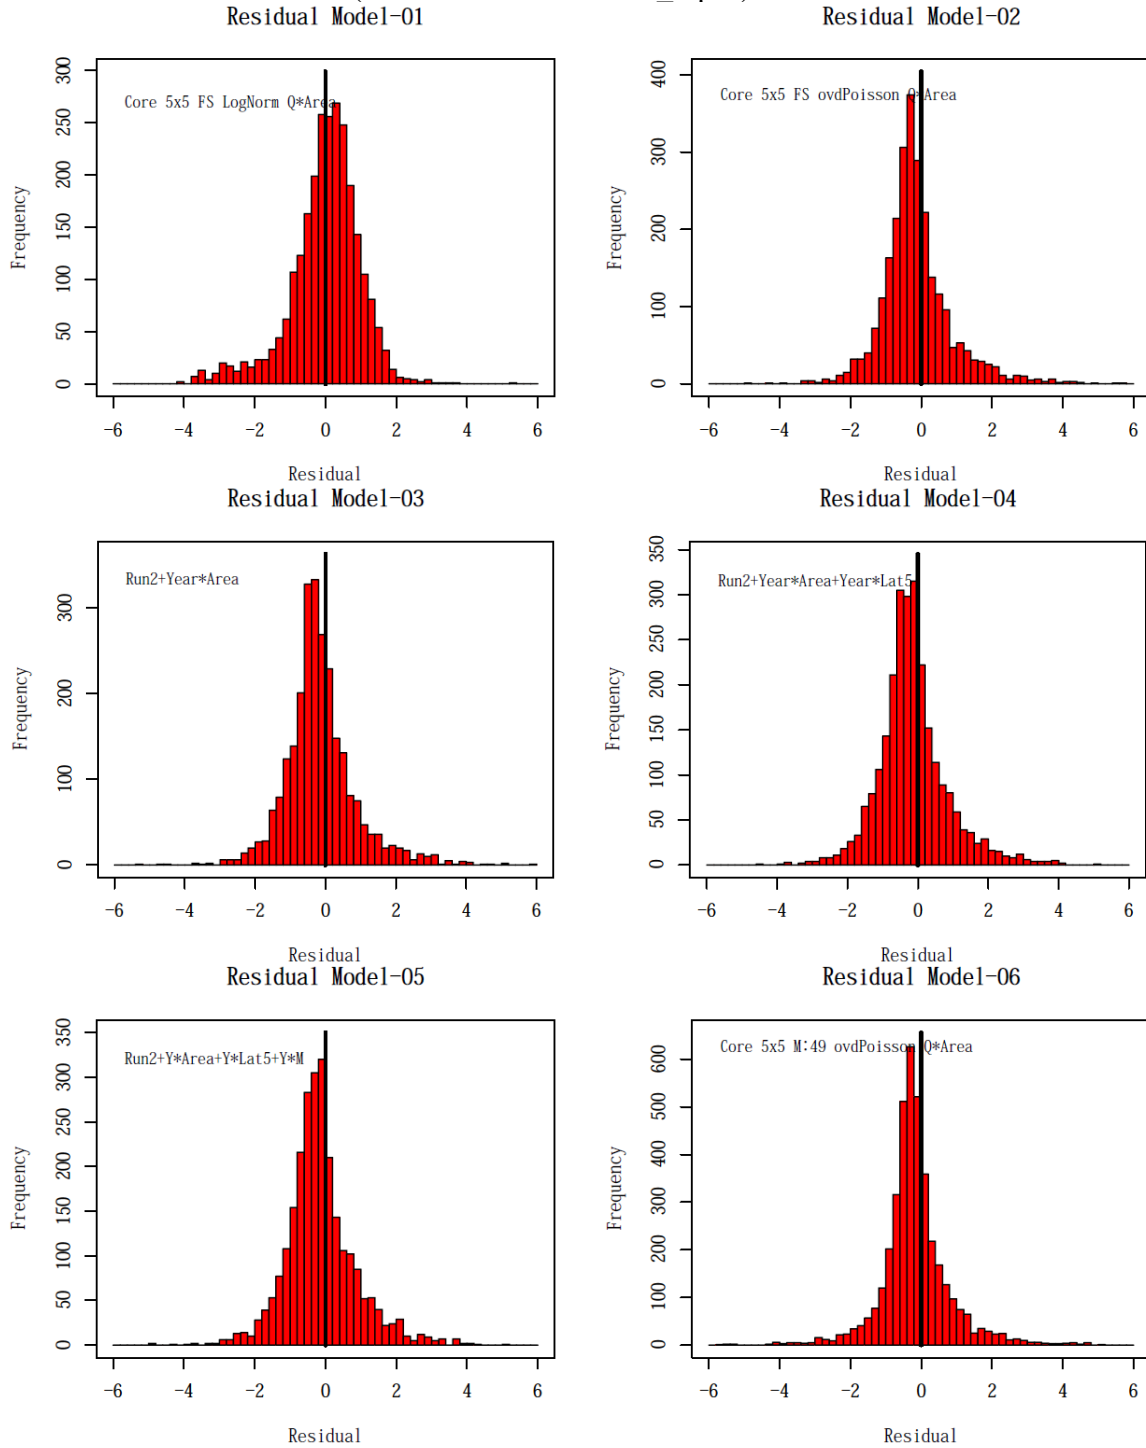 Residual Model-01
300
250
200
150
100
50
0
Frequency
Core 5x5 FS LogNorm Q*Area
-6 -4 -2 0 2 4 6
Residual
Residual Model-02
400
300
200
100
0
Frequency
Core 5x5 FS ovdPoisson Q*Area
-6 -4 -2 0 2 4 6
Residual
Residual Model-03
300
200
100
0
Frequency
Run2+Year*Area
-6 -4 -2 0 2 4 6
Residual
Residual Model-04
350
300
250
200
150
100
50
0
Frequency
Run2+Year*Area+Year*Lat5
-6 -4 -2 0 2 4 6
Residual
Residual Model-05
350
300
250
200
150
100
50
0
Frequency
Run2+Y*Area+Y*Lat5+Y*M
-6 -4 -2 0 2 4 6
Residual
Residual Model-06
600
500
400
300
200
100
0
Frequency
Core 5x5 M:49 ovdPoisson Q*Area
-6 -4 -2 0 2 4 6
Residual